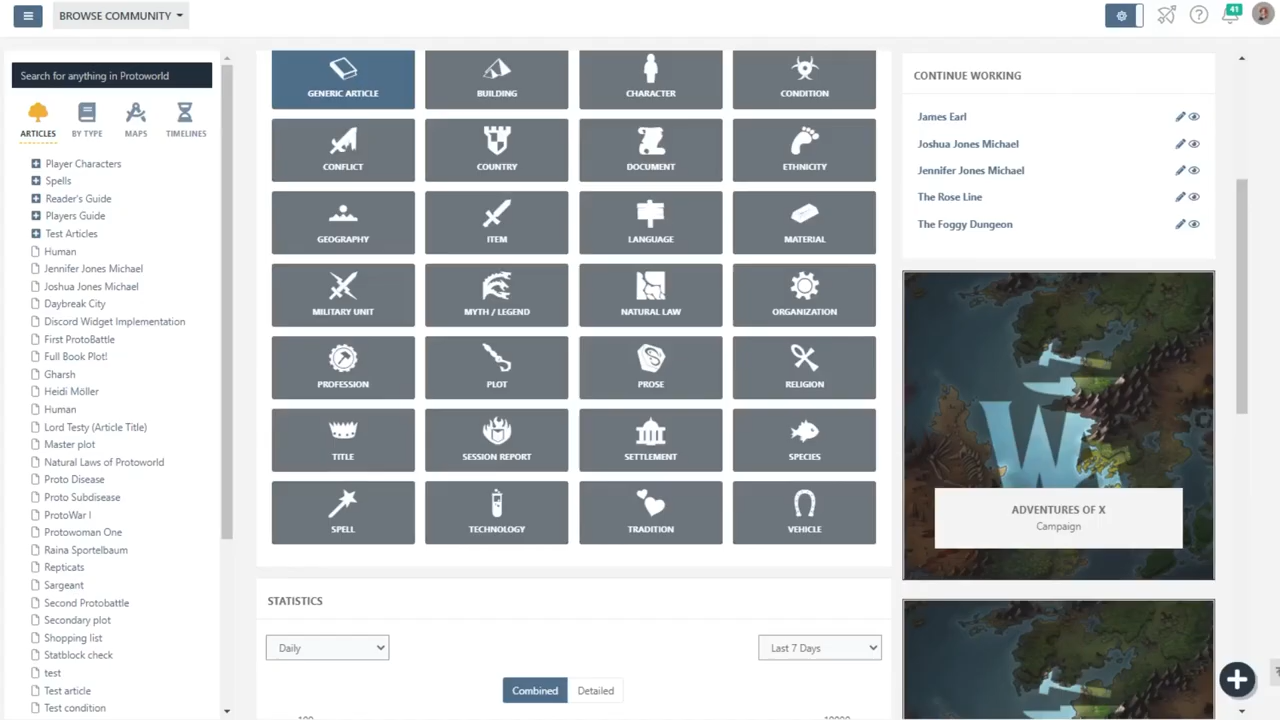 BROWSE COMMUNITY
41
Search for anything in Protoworld
ARTICLES
BY TYPE
MAPS
TIMELINES
Player Characters
Spells
Reader's Guide
Players Guide
Test Articles
Human
Jennifer Jones Michael
Joshua Jones Michael
Daybreak City
Discord Widget Implementation
First ProtoBattle
Full Book Plot!
Gharsh
Heidi Möller
Human
Lord Testy (Article Title)
Master plot
Natural Laws of Protoworld
Proto Disease
Proto Subdisease
ProtoWar I
Protowoman One
Raina Sportelbaum
Repticats
Sargeant
Second Protobattle
Secondary plot
Shopping list
Statblock check
test
Test article
Test condition
GENERIC ARTICLE
BUILDING
CHARACTER
CONDITION
CONFLICT
COUNTRY
DOCUMENT
ETHNICITY
GEOGRAPHY
ITEM
LANGUAGE
MATERIAL
MILITARY UNIT
MYTH / LEGEND
NATURAL LAW
ORGANIZATION
PROFESSION
PLOT
PROSE
RELIGION
TITLE
SESSION REPORT
SETTLEMENT
SPECIES
SPELL
TECHNOLOGY
TRADITION
VEHICLE
STATISTICS
Daily
Last 7 Days
Combined
Detailed
100
10000
CONTINUE WORKING
James Earl
Joshua Jones Michael
Jennifer Jones Michael
The Rose Line
The Foggy Dungeon
W
ADVENTURES OF X
Campaign